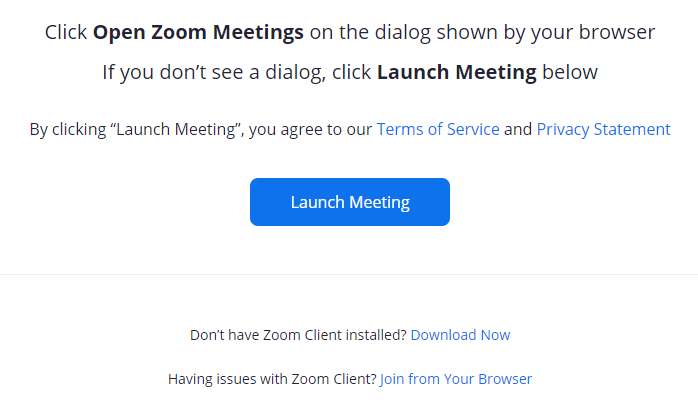 Click Open Zoom Meetings on the dialog shown by your browser
If you don’t see a dialog, click Launch Meeting below
By clicking “Launch Meeting”, you agree to our Terms of Service and Privacy Statement
Launch Meeting
Don’t have Zoom Client installed? Download Now
Having issues with Zoom Client? Join from Your Browser